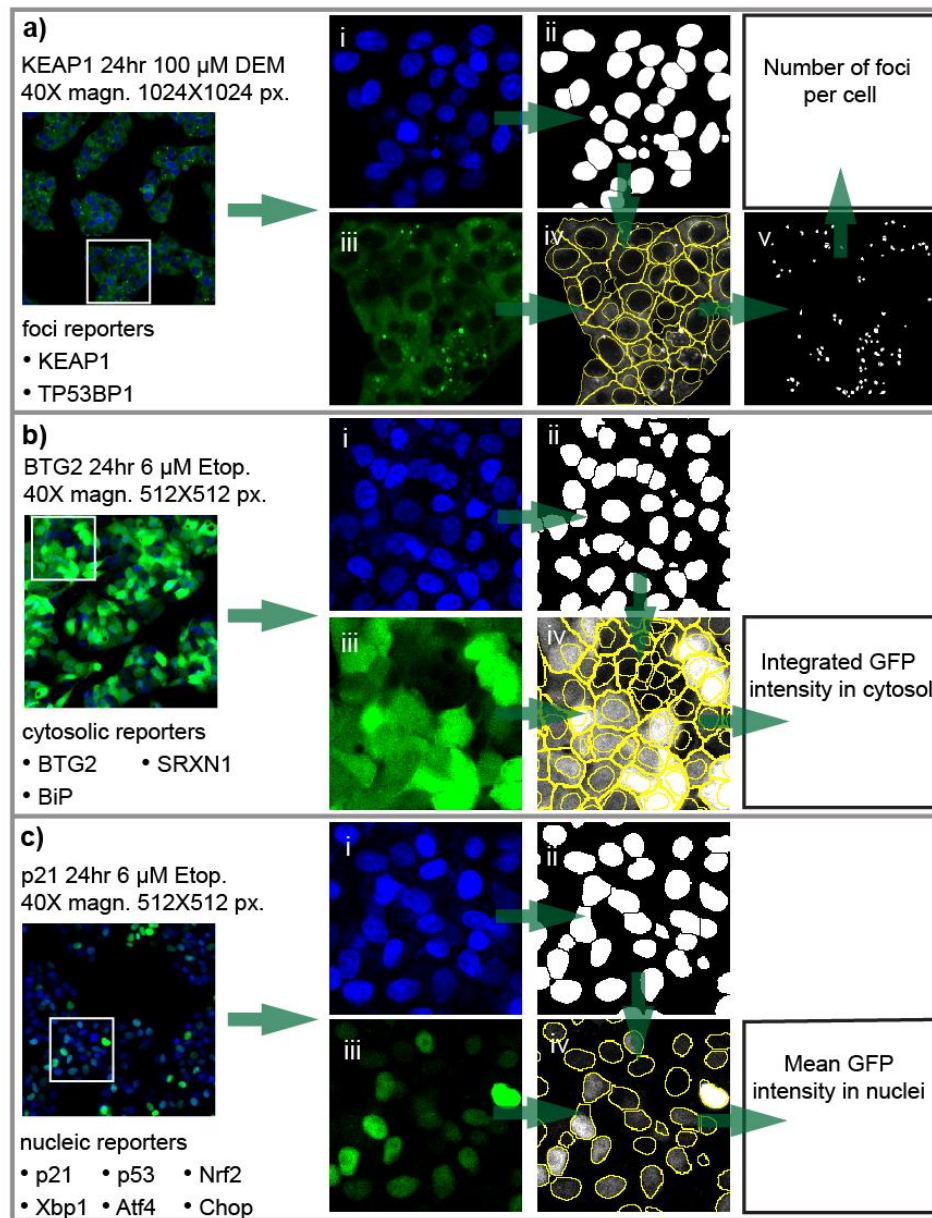 a)
KEAP1 24hr 100 µM DEM
40X magn. 1024X1024 px.
foci reporters
• KEAP1
• TP53BP1
i
ii
Number of foci
per cell
iii
iv
v
b)
BTG2 24hr 6 µM Etop.
40X magn. 512X512 px.
cytosolic reporters
• BTG2 • SRXN1
• BiP
i
ii
iii
iv
Integrated GFP
intensity in cytosol
c)
p21 24hr 6 µM Etop.
40X magn. 512X512 px.
nucleic reporters
• p21 • p53 • Nrf2
• Xbp1 • Atf4 • Chop
i
ii
iii
iv
Mean GFP
intensity in nuclei